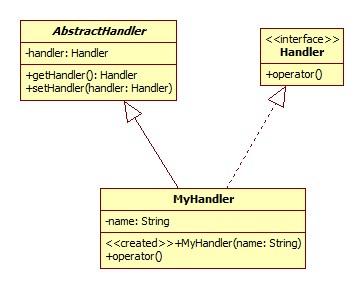 AbstractHandler
-handler: Handler
+getHandler(): Handler
+setHandler(handler: Handler)
<<interface>>
Handler
+operator()
MyHandler
-name: String
<<created>>+MyHandler(name: String)
+operator()